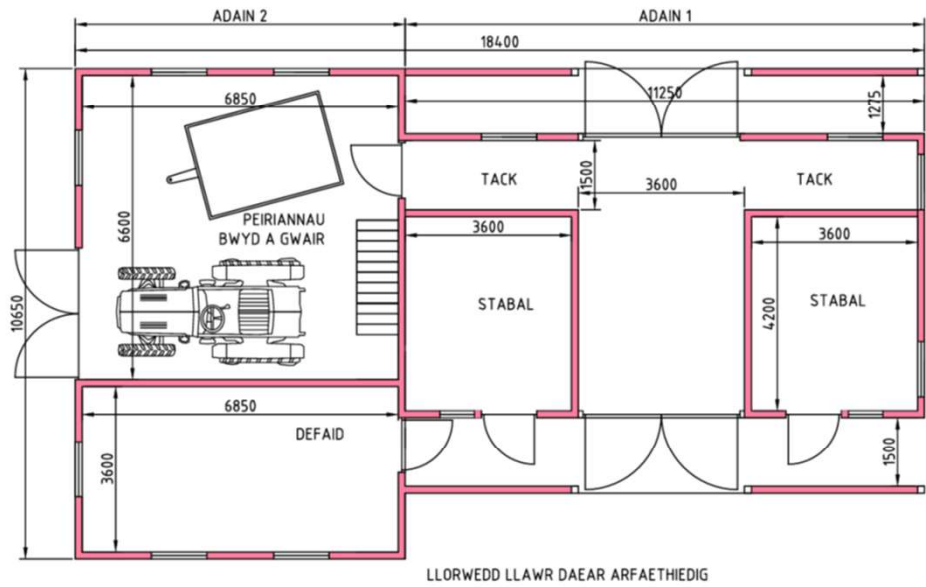 ADAIN 2
ADAIN 1
18400
6850
11250
1275
TACK
1500
3600
TACK
PEIRIANNAU
BWYD A GWAIR
6600
3600
3600
10650
STABAL
STABAL
4200
6850
DEFAID
3600
1500
LLORWEDD LLAWR DAEAR ARFAETHIEDIG